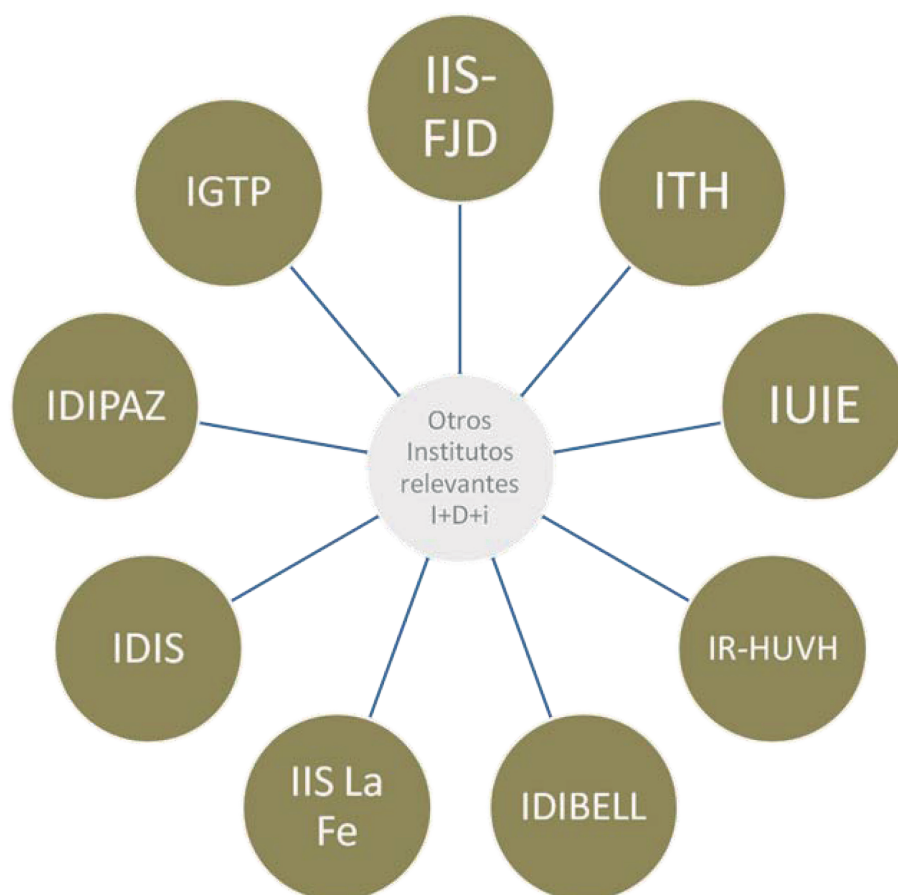 IIS-
FJD
ITH
IUIE
IR-HUVH
IDIBELL
IIS La
Fe
IDIS
IDIPAZ
IGTP
Otros
Institutos
relevantes
I+D+i